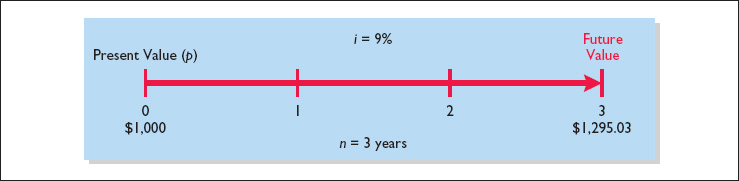 i = 9%
Present Value (p)
Future
Value
0
1
2
3
$1,000
$1,295.03
n = 3 years